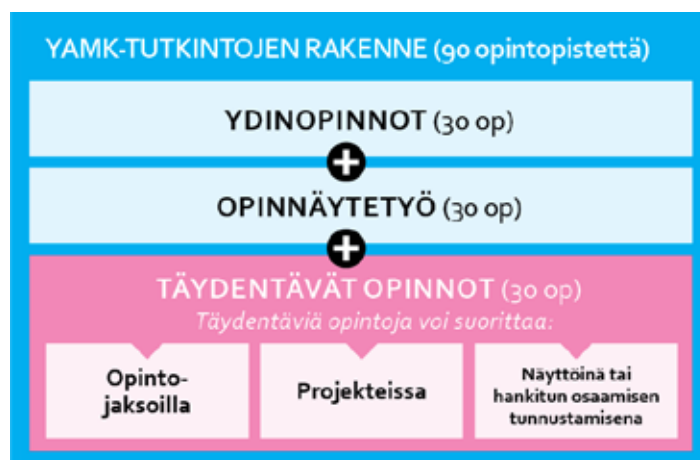 YAMK-TUTKINTOJEN RAKENNE (90 opintopistettä)
YDINOPINNOT (30 op)
+
OPINNÄYTETYÖ (30 op)
+
TÄYDENTÄVÄT OPINNOT (30 op)
Täydentäviä opintoja voi suorittaa:
Opinto-
jaksoilla
Projekteissa
Näyttöinä tai
hankitun osaamisen
tunnustamisena